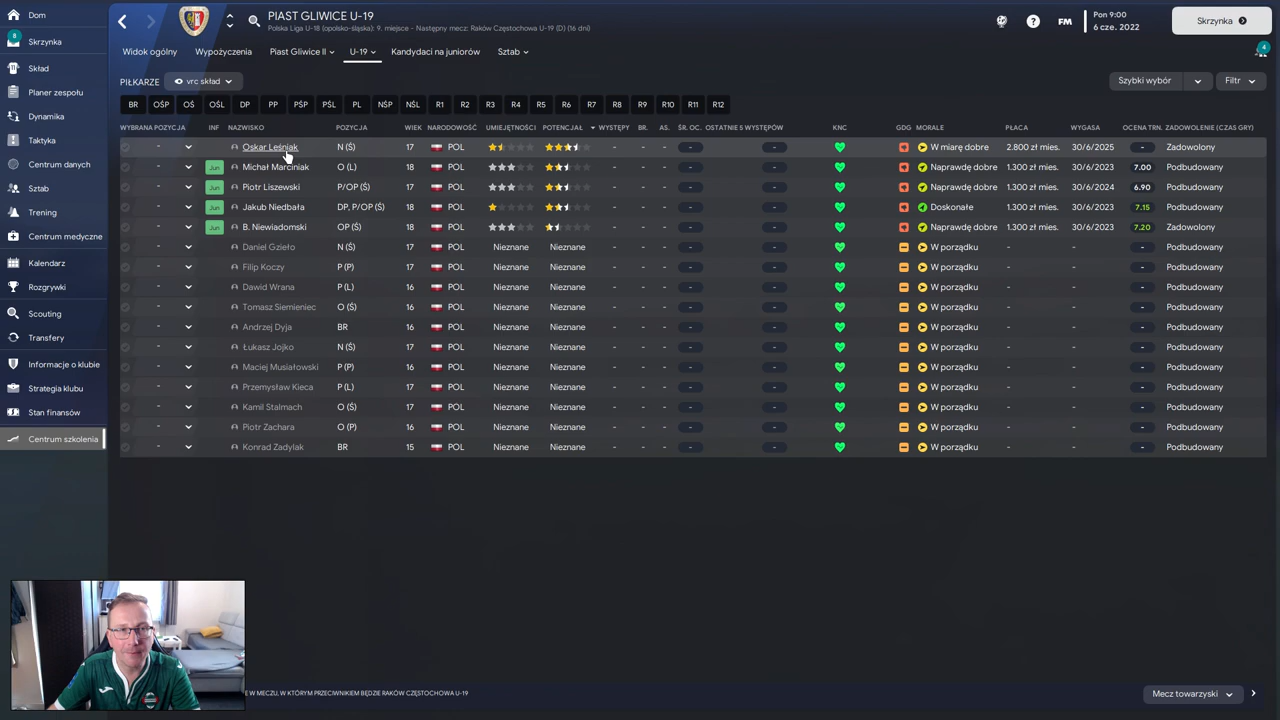 Dom
8
Skrzynka
Skład
Planer zespołu
Dynamika
Taktyka
Centrum danych
Sztab
Trening
Centrum medyczne
Kalendarz
Rozgrywki
Scouting
Transfery
Informacje o klubie
Strategia klubu
Stan finansów
Centrum szkolenia
PIAST GLIWICE U-19
Polska Liga U-18 (opolsko-śląska): 9. miejsce - Następny mecz: Raków Częstochowa U-19 (D) (16 dni)
? FM Pon 9:00
6 cze. 2022
Skrzynka
4
Widok ogólny Wypożyczenia Piast Gliwice II U-19 Kandydaci na juniorów Sztab
PIŁKARZE vrc skład Szybki wybór Filtr
BR OŚP OŚ OŚL DP PP PŚP PŚL PL NŚP NŚL R1 R2 R3 R4 R5 R6 R7 R8 R9 R10 R11 R12
WYBRANA POZYCJA INF NAZWISKO POZYCJA WIEK NARODOWOŚĆ UMIEJĘTNOŚCI POTENCJAŁ WYSTĘPY BR. AS. ŚR. OC. OSTATNIE 5 WYSTĘPÓW KNC GDG MORALE PŁACA WYGASA OCENA TRN. ZADOWOLENIE (CZAS GRY)
- Oskar Leśniak N (Ś) 17 POL - - - - - W miarę dobre 2.800 zł mies. 30/6/2025 - Zadowolony
- Jun Michał Marciniak O (L) 18 POL - - - - - Naprawdę dobre 1.300 zł mies. 30/6/2023 7.00 Zadowolony
- Jun Piotr Liszewski P/OP (Ś) 17 POL - - - - - Naprawdę dobre 1.300 zł mies. 30/6/2024 6.90 Zadowolony
- Jun Jakub Niedbała DP, P/OP (Ś) 18 POL - - - - - Doskonałe 1.300 zł mies. 30/6/2023 7.15 Zadowolony
- Jun B. Niewiadomski OP (Ś) 18 POL - - - - - Naprawdę dobre 1.300 zł mies. 30/6/2023 7.20 Zadowolony
- Daniel Gzieło N (Ś) 17 POL Nieznane Nieznane - - - - - W porządku - - - Podbudowany
- Filip Koczy P (P) 17 POL Nieznane Nieznane - - - - - W porządku - - - Podbudowany
- Dawid Wrana P (L) 16 POL Nieznane Nieznane - - - - - W porządku - - - Podbudowany
- Tomasz Siemieniec O (Ś) 16 POL Nieznane Nieznane - - - - - W porządku - - - Podbudowany
- Andrzej Dyja BR 16 POL Nieznane Nieznane - - - - - W porządku - - - Podbudowany
- Łukasz Jojko N (Ś) 17 POL Nieznane Nieznane - - - - - W porządku - - - Podbudowany
- Maciej Musiałowski P (P) 16 POL Nieznane Nieznane - - - - - W porządku - - - Podbudowany
- Przemysław Kieca P (L) 17 POL Nieznane Nieznane - - - - - W porządku - - - Podbudowany
- Kamil Stalmach O (Ś) 16 POL Nieznane Nieznane - - - - - W porządku - - - Podbudowany
- Piotr Zachara O (P) 16 POL Nieznane Nieznane - - - - - W porządku - - - Podbudowany
- Konrad Zadylak BR 15 POL Nieznane Nieznane - - - - - W porządku - - - Podbudowany
E W MECZU, W KTÓRYM PRZECIWNIKIEM BĘDZIE RAKÓW CZĘSTOCHOWA U-19
Mecz towarzyski